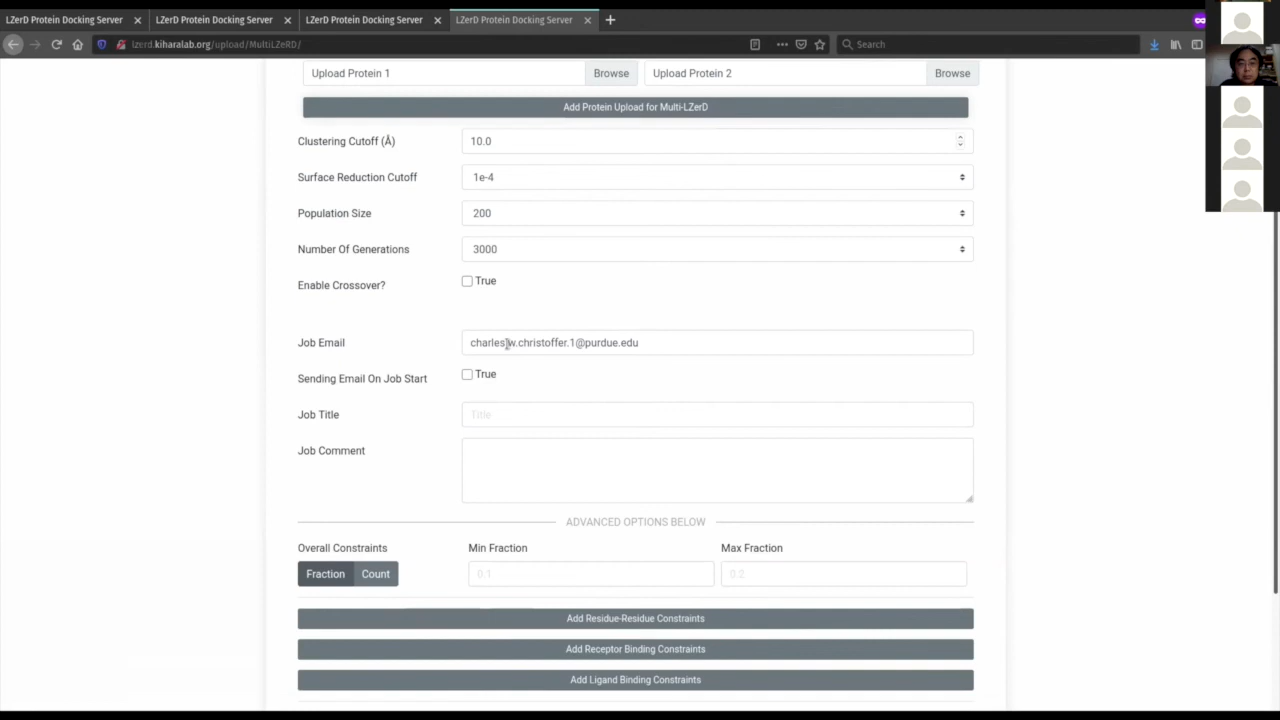 LZerD Protein Docking Server LZerD Protein Docking Server LZerD Protein Docking Server LZerD Protein Docking Server
lzerd.kiharalab.org/upload/MultiLZeRD/ Search
Upload Protein 1 Browse Upload Protein 2 Browse
Add Protein Upload for Multi-LZerD
Clustering Cutoff (Å) 10.0
Surface Reduction Cutoff 1e-4
Population Size 200
Number Of Generations 3000
Enable Crossover? True
Job Email charles.w.christoffer.1@purdue.edu
Sending Email On Job Start True
Job Title Title
Job Comment
ADVANCED OPTIONS BELOW
Overall Constraints Min Fraction Max Fraction
Fraction Count 0.1 0.2
Add Residue-Residue Constraints
Add Receptor Binding Constraints
Add Ligand Binding Constraints